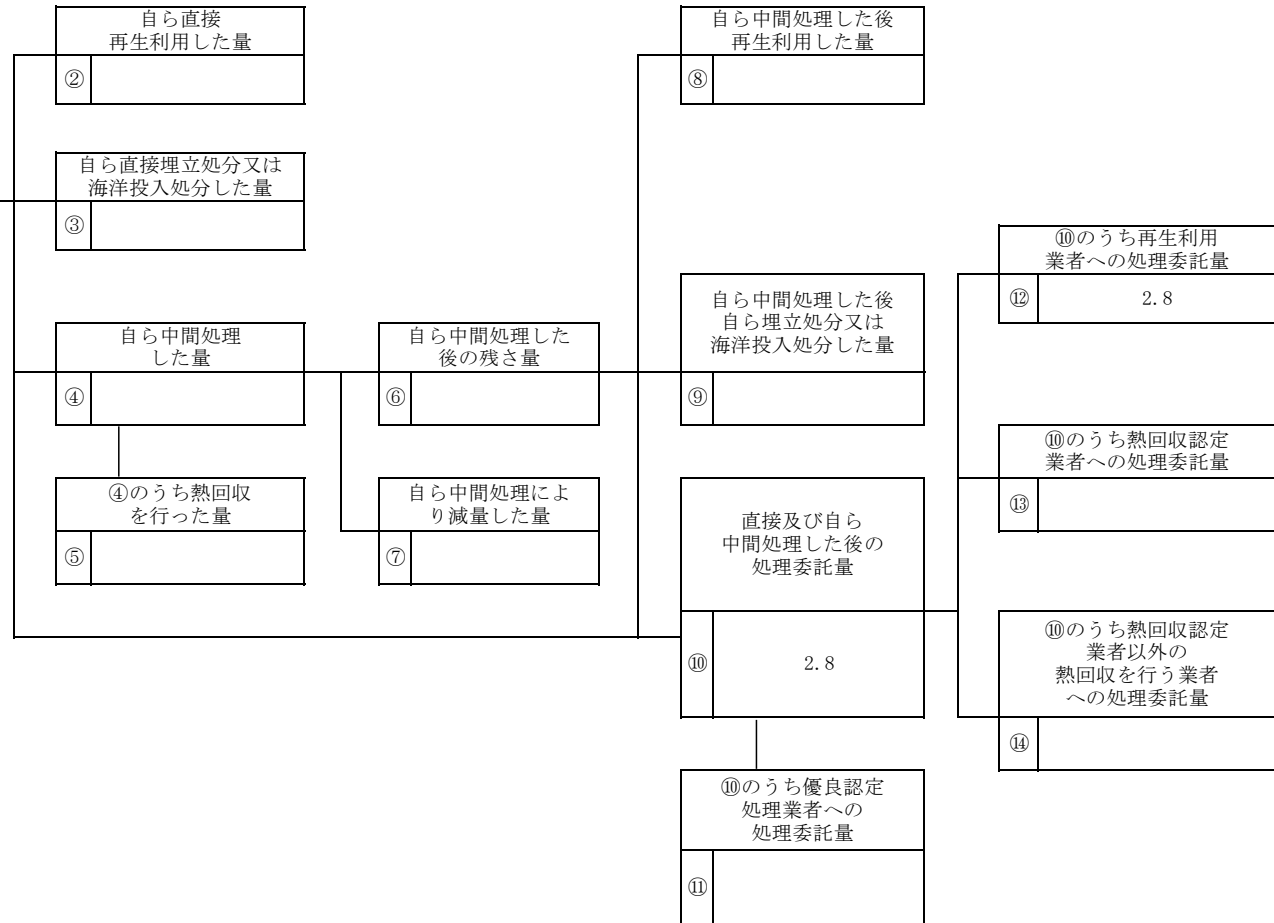 自ら直接
再生利用した量
②
自ら直接埋立処分又は
海洋投入処分した量
③
自ら中間処理
した量
④
④のうち熱回収
を行った量
⑤
自ら中間処理した
後の残さ量
⑥
自ら中間処理によ
り減量した量
⑦
自ら中間処理した後
再生利用した量
⑧
自ら中間処理した後
自ら埋立処分又は
海洋投入処分した量
⑨
直接及び自ら
中間処理した後の
処理委託量
⑩ 2.8
⑩のうち優良認定
処理業者への
処理委託量
⑪
⑩のうち再生利用
業者への処理委託量
⑫ 2.8
⑩のうち熱回収認定
業者への処理委託量
⑬
⑩のうち熱回収認定
業者以外の
熱回収を行う業者
への処理委託量
⑭